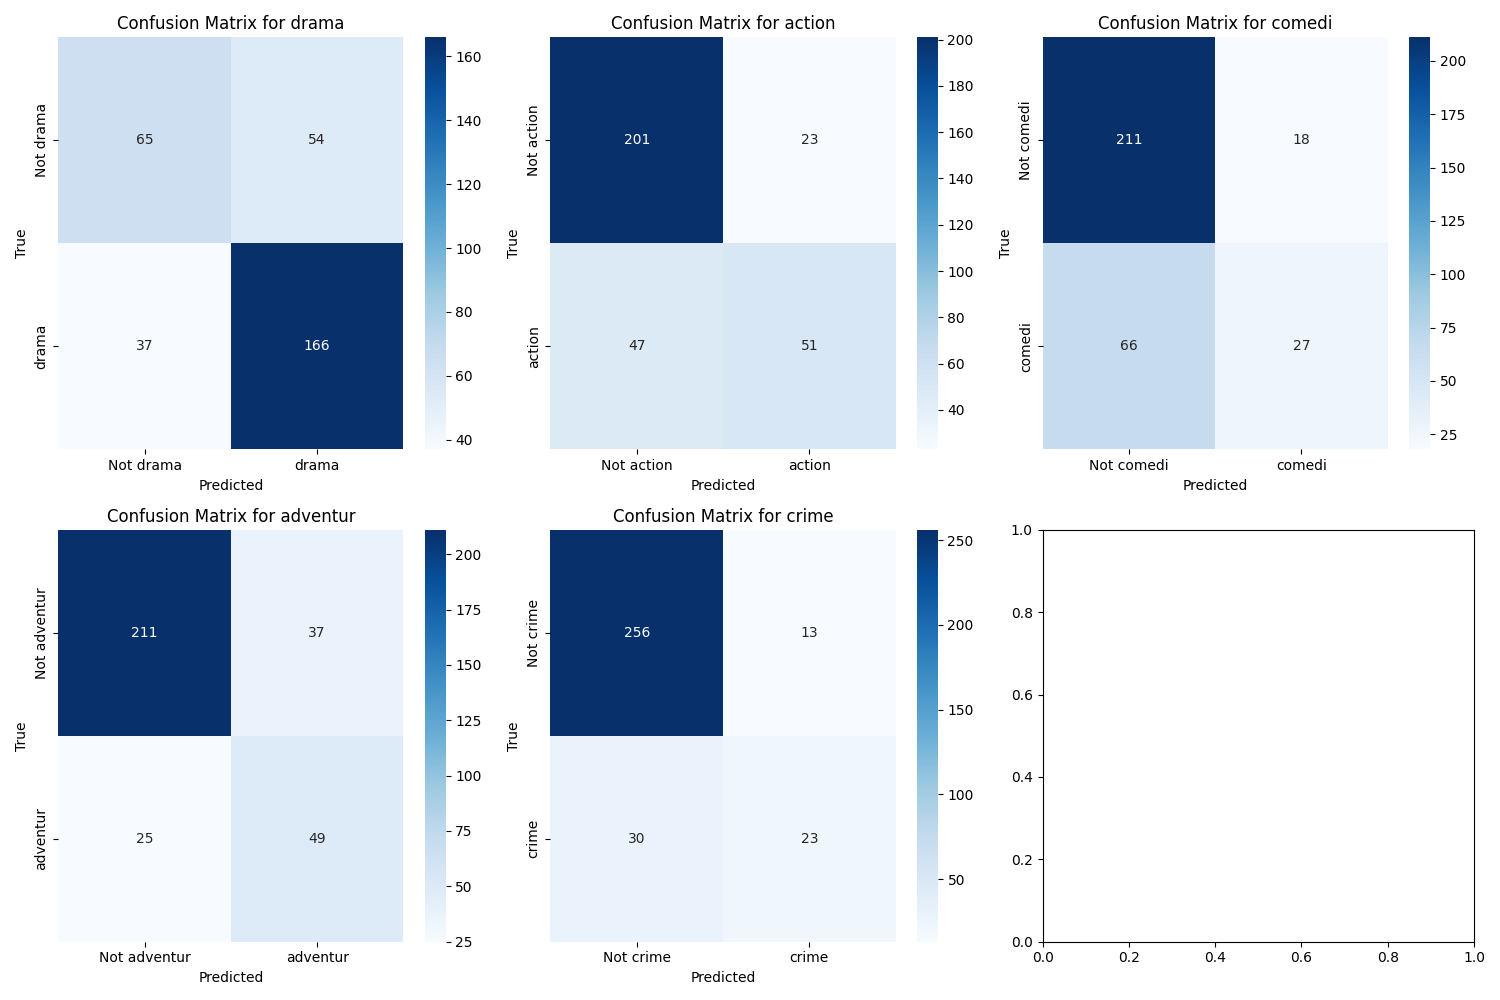 Confusion Matrix for drama
Not drama
65
54
True
drama
37
166
Not drama
drama
Predicted
160
140
120
100
80
60
40
Confusion Matrix for action
Not action
201
23
True
action
47
51
Not action
action
Predicted
200
180
160
140
120
100
80
60
40
Confusion Matrix for comedi
Not comedi
211
18
True
comedi
66
27
Not comedi
comedi
Predicted
200
175
150
125
100
75
50
25
Confusion Matrix for adventur
Not adventur
211
37
True
adventur
25
49
Not adventur
adventur
Predicted
200
175
150
125
100
75
50
25
Confusion Matrix for crime
Not crime
256
13
True
crime
30
23
Not crime
crime
Predicted
250
200
150
100
50
1.0
0.8
0.6
0.4
0.2
0.0
0.0
0.2
0.4
0.6
0.8
1.0